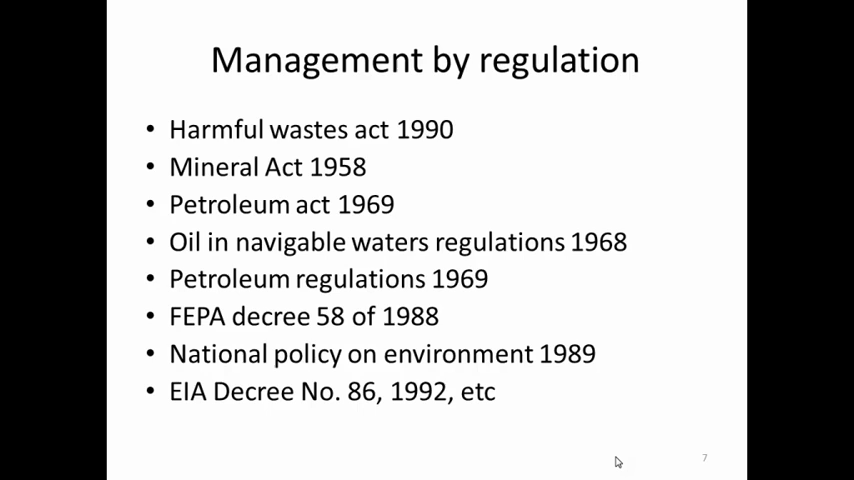 Management by regulation
• Harmful wastes act 1990
• Mineral Act 1958
• Petroleum act 1969
• Oil in navigable waters regulations 1968
• Petroleum regulations 1969
• FEPA decree 58 of 1988
• National policy on environment 1989
• EIA Decree No. 86, 1992, etc
7